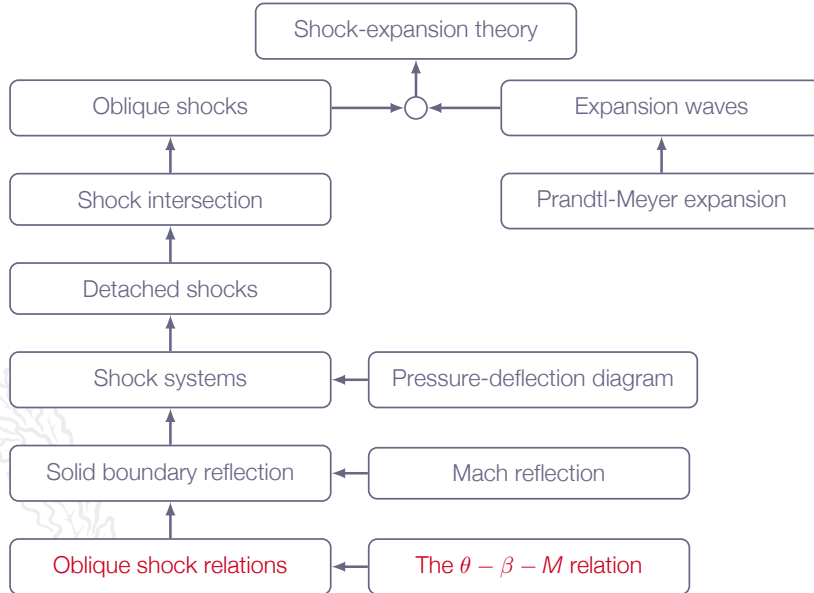 Shock-expansion theory
Oblique shocks
Expansion waves
Shock intersection
Prandtl-Meyer expansion
Detached shocks
Shock systems
Pressure-deflection diagram
Solid boundary reflection
Mach reflection
Oblique shock relations
The θ − β − M relation